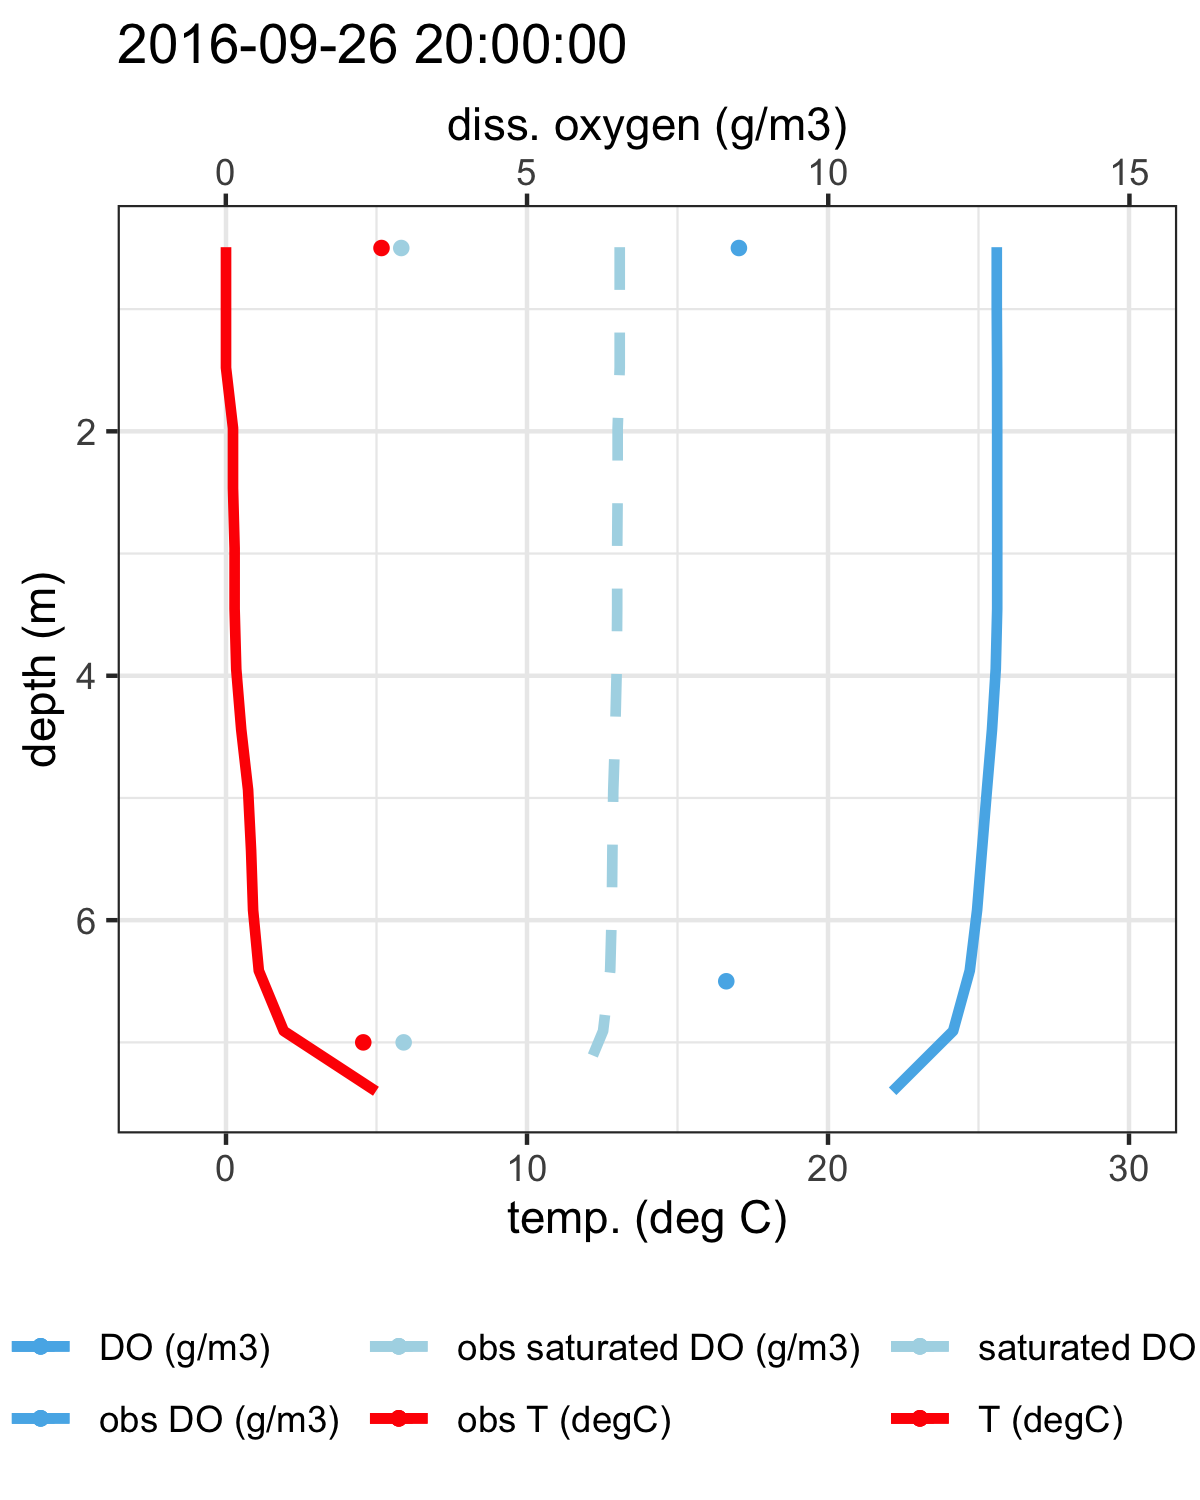 2016-09-26 20:00:00
diss. oxygen (g/m3)
0 5 10 15
depth (m)
2
4
6
0 10 20 30
temp. (deg C)
DO (g/m3) obs saturated DO (g/m3) saturated DO
obs DO (g/m3) obs T (degC) T (degC)